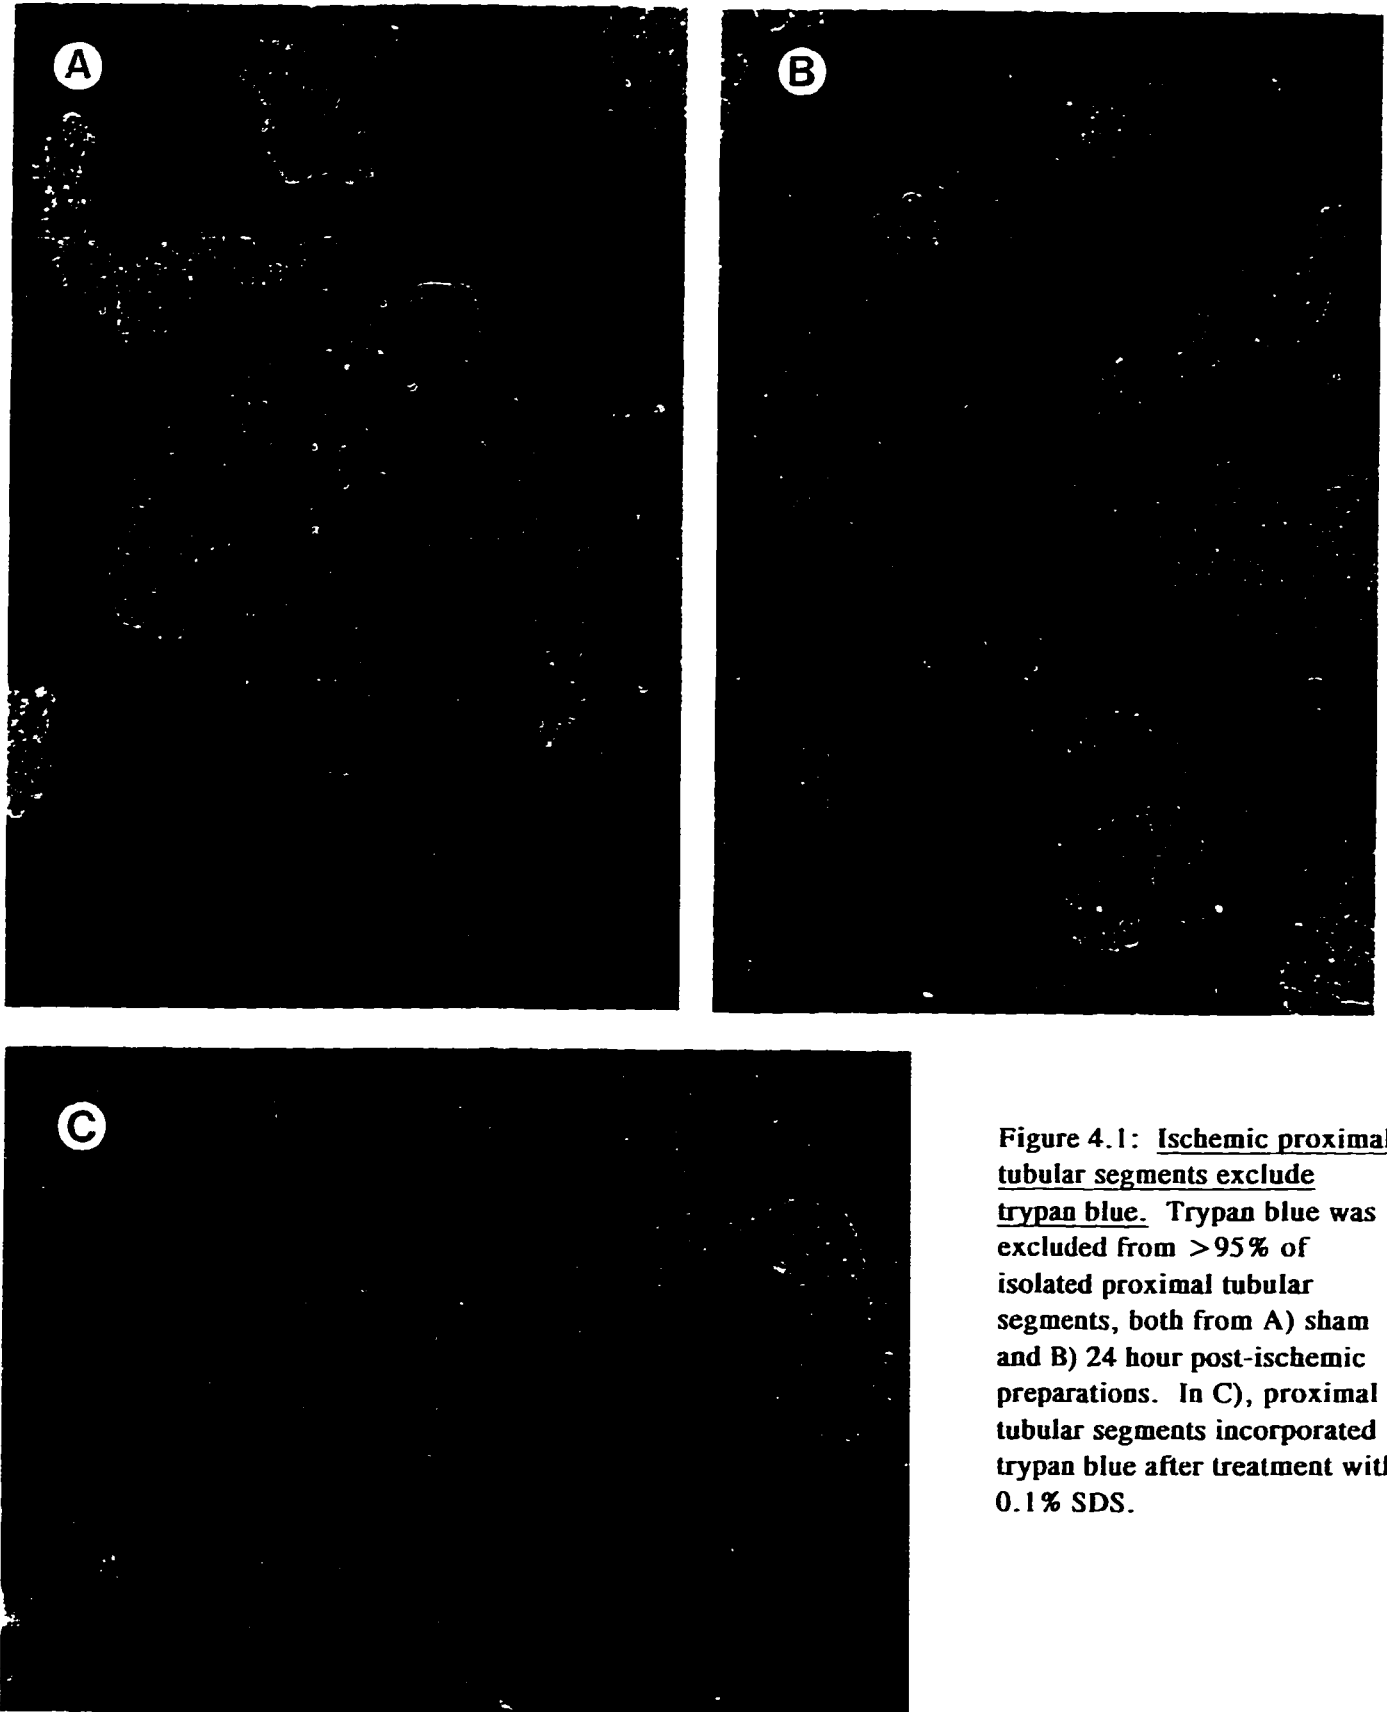 A
B
C
Figure 4.1: Ischemic proximal
tubular segments exclude
trypan blue. Trypan blue was
excluded from >95% of
isolated proximal tubular
segments, both from A) sham
and B) 24 hour post-ischemic
preparations. In C), proximal
tubular segments incorporated
trypan blue after treatment with
0.1% SDS.